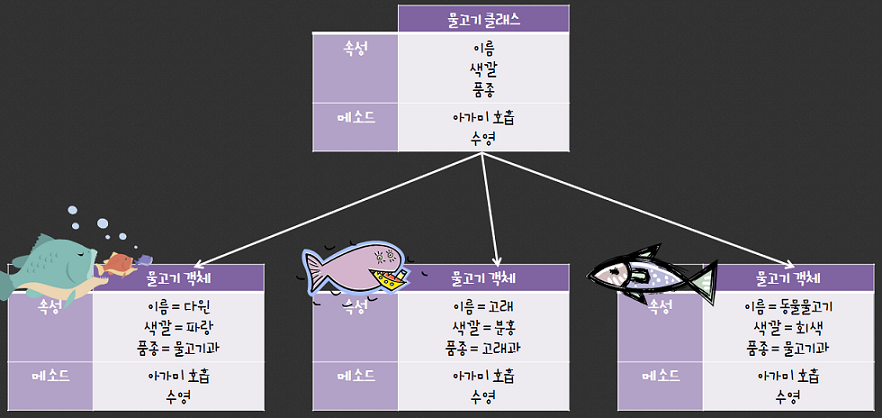 물고기 클래스
속성
이름
색깔
품종
메소드
아가미 호흡
수영
물고기 객체
속성
이름 = 다윈
색깔 = 파랑
품종 = 물고기과
메소드
아가미 호흡
수영
물고기 객체
속성
이름 = 고래
색깔 = 분홍
품종 = 고래과
메소드
아가미 호흡
수영
물고기 객체
속성
이름 = 동물물고기
색깔 = 회색
품종 = 물고기과
메소드
아가미 호흡
수영